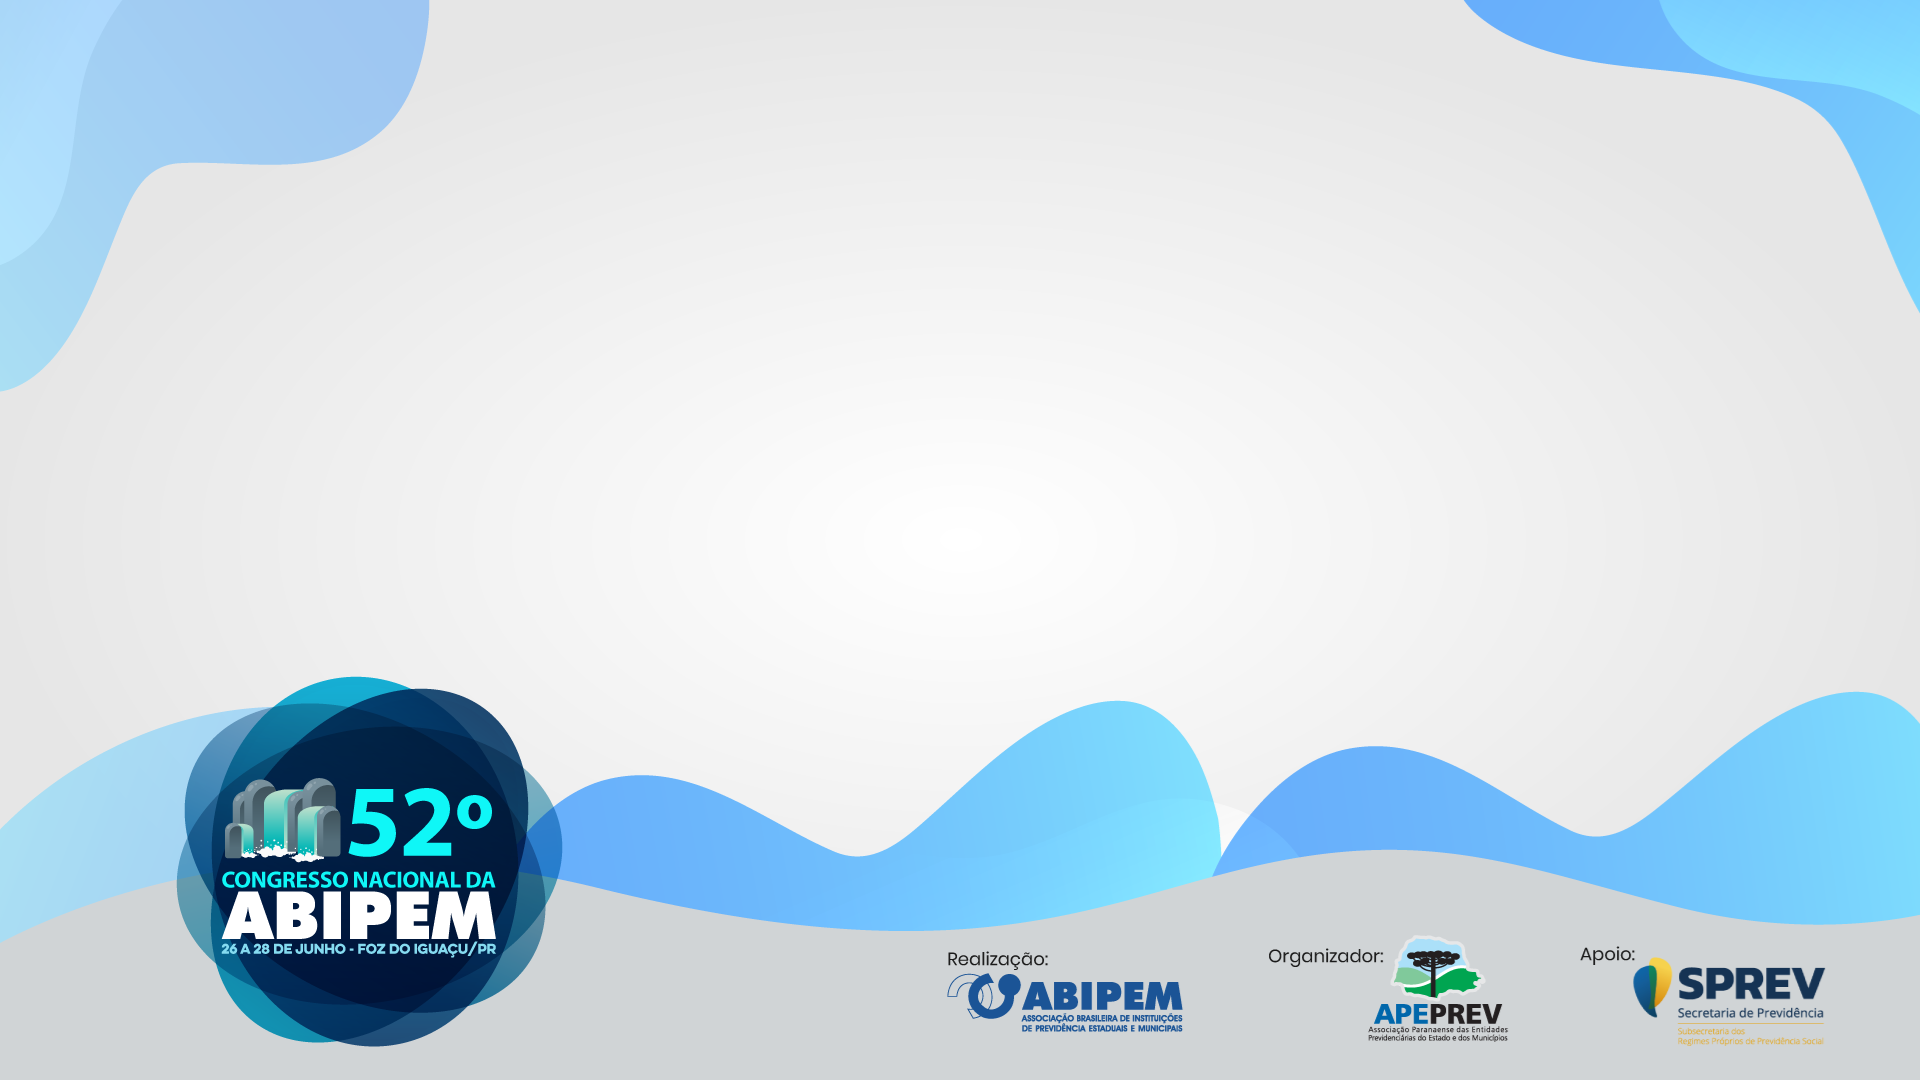 52º
CONGRESSO NACIONAL DA
ABIPEM
26 A 28 DE JUNHO - FOZ DO IGUAÇU/PR
Realização:
ABIPEM
ASSOCIAÇÃO BRASILEIRA DE INSTITUIÇÕES
DE PREVIDÊNCIA ESTADUAIS E MUNICIPAIS
Organizador:
APEPREV
Associação Paranaense das Entidades
Previdenciárias do Estado e dos Municípios
Apoio:
SPREV
Secretaria de Previdência
Subsecretaria dos
Regimes Próprios de Previdência Social